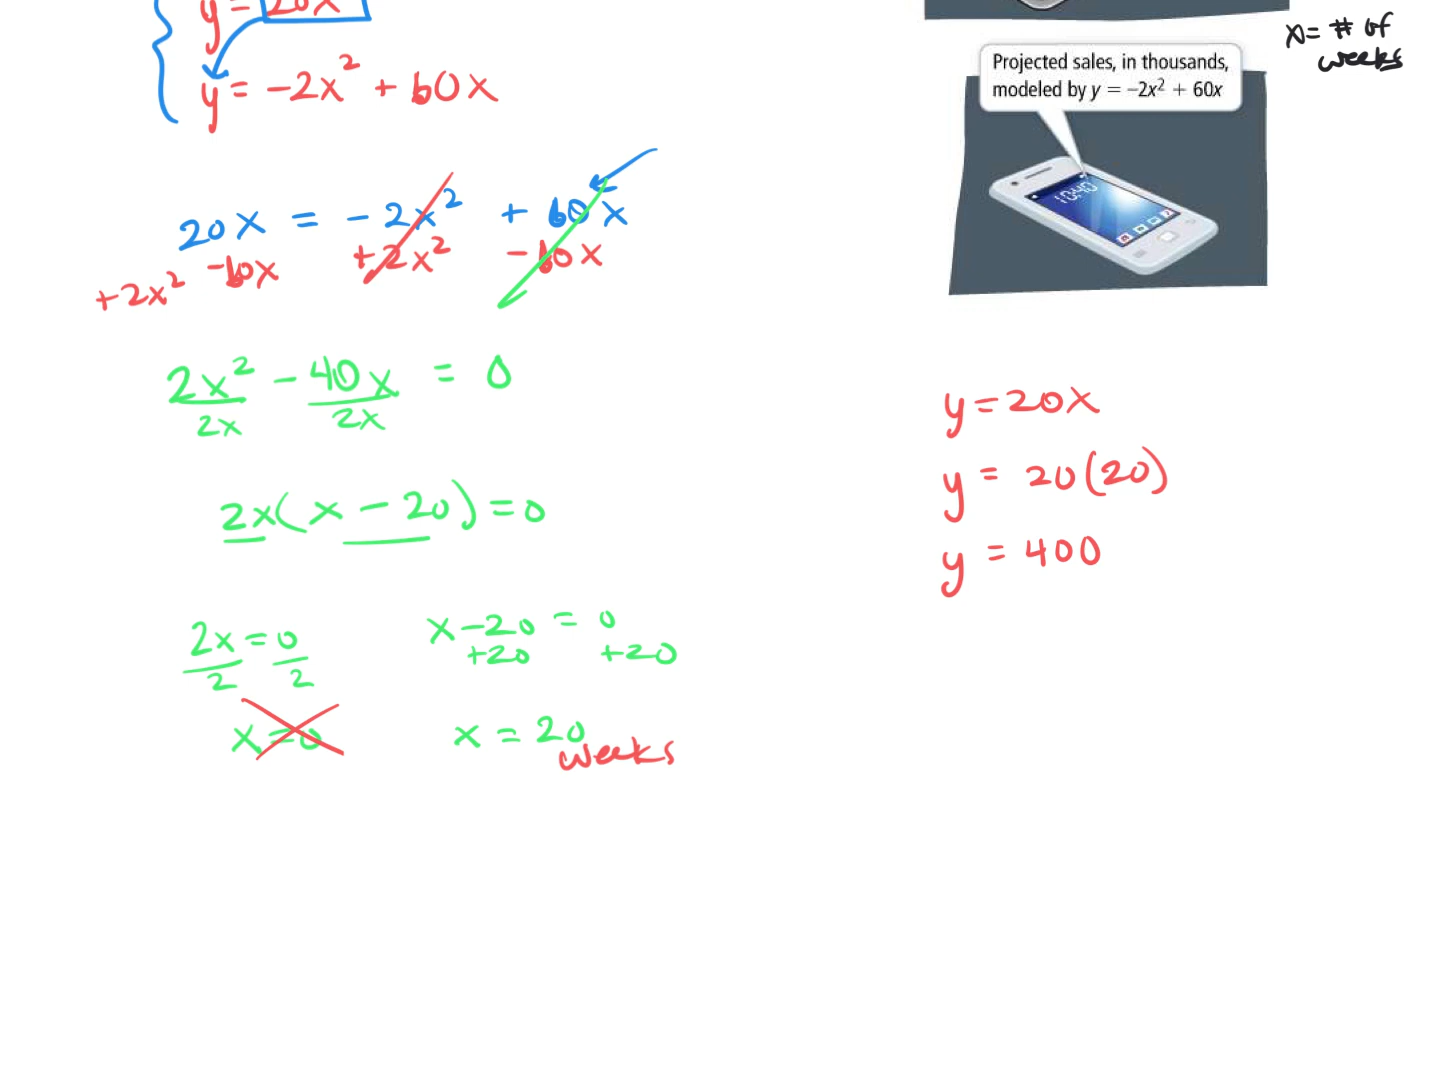 y = 20x
y = -2x² + 60x
20x = -2x² + 60x
+2x² -60x +2x² -60x
2x² - 40x = 0
2x 2x
2x(x - 20) = 0
2x = 0
2 2
x = 0
x - 20 = 0
+20 +20
x = 20
weeks
x = # of
weeks
Projected sales, in thousands,
modeled by y = −2x² + 60x
10:40
y = 20x
y = 20(20)
y = 400